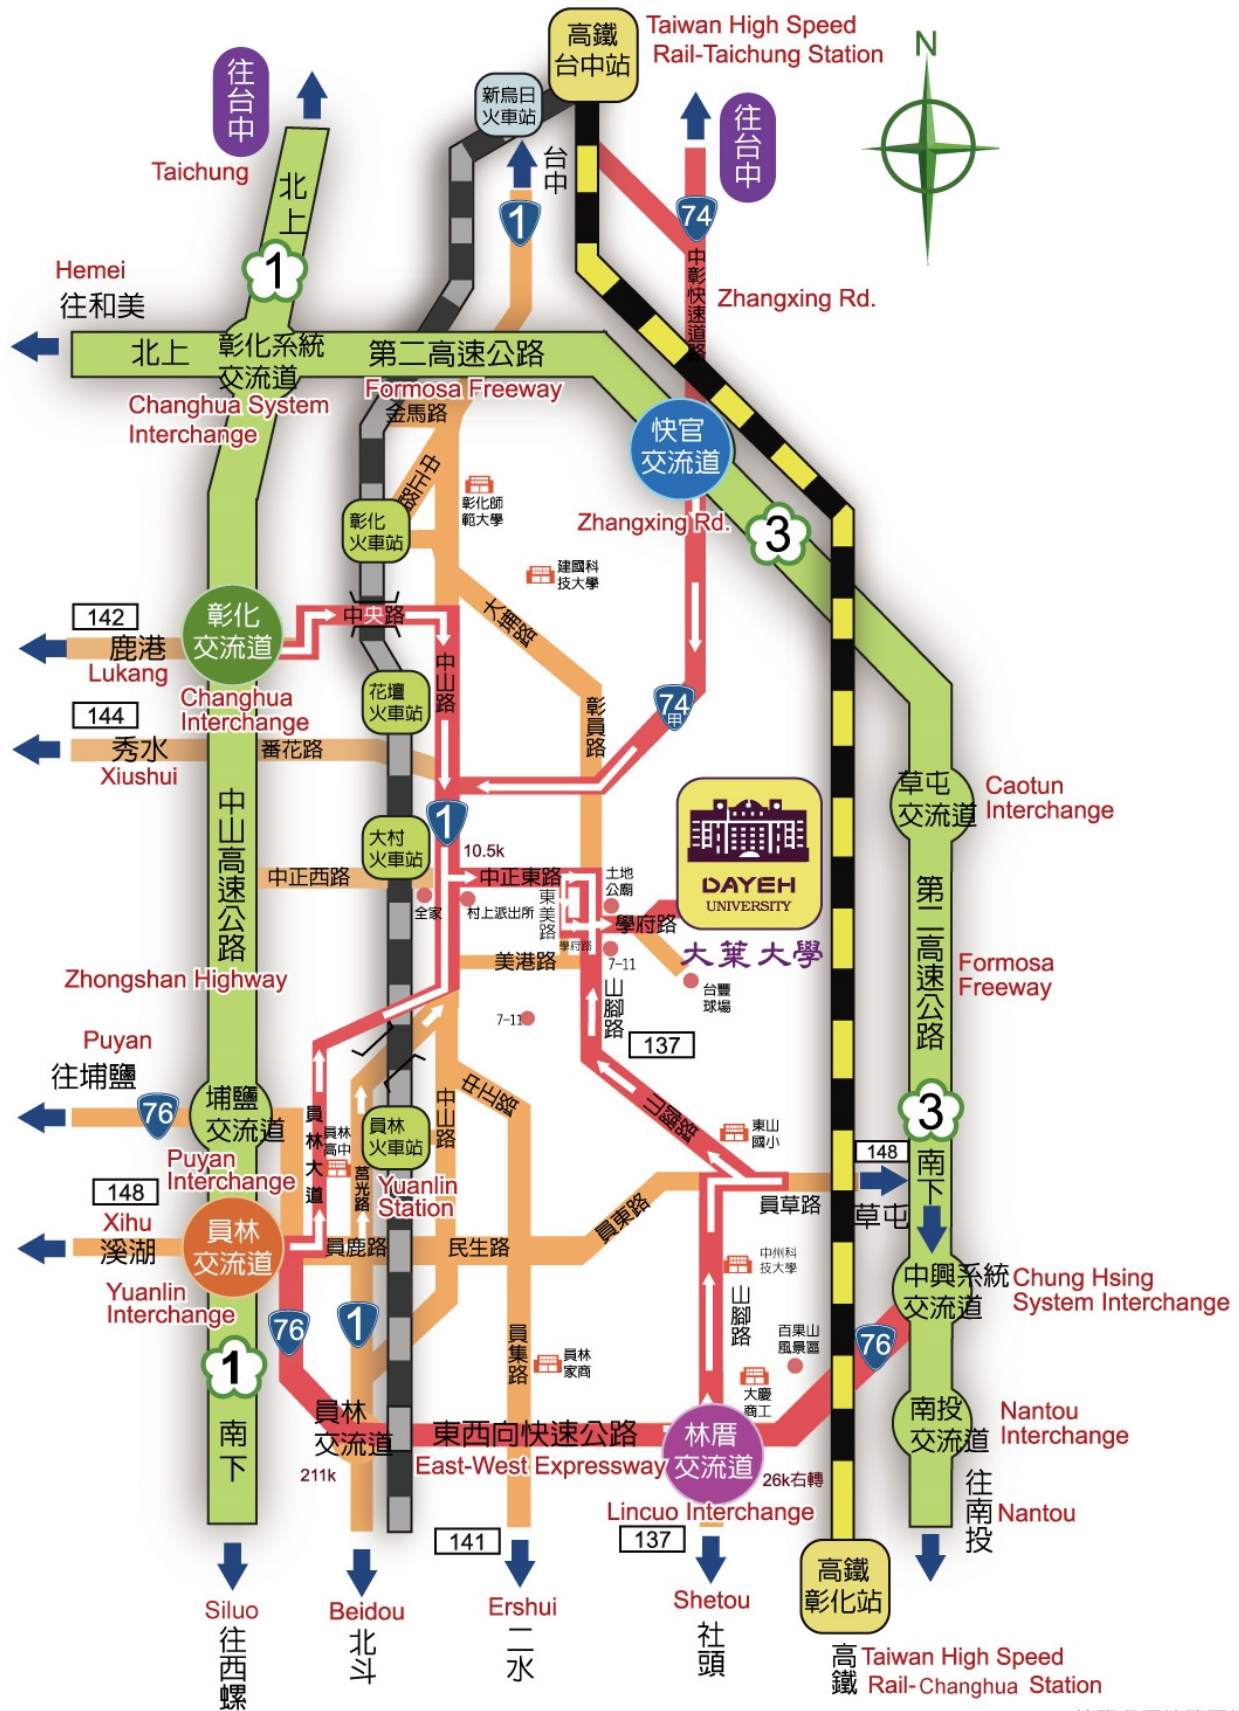 高鐵
台中站
Taiwan High Speed
Rail-Taichung Station
N
往台中
Taichung
新烏日
火車站
台中
往台中
北上
1
1
74
中彰快速道路
Zhangxing Rd.
Hemei
往和美
北上
彰化系統
交流道
Changhua System
Interchange
第二高速公路
Formosa Freeway
金馬路
中正路
快官
交流道
Zhangxing Rd.
3
彰化師
範大學
彰化
火車站
建國科
技大學
大埔路
142
鹿港
Lukang
彰化
交流道
Changhua
Interchange
中央路
中山路
花壇
火車站
彰員路
74
甲
144
秀水
Xiushui
番花路
中山高速公路
Zhongshan Highway
1
大村
火車站
10.5k
中正西路
中正東路
全家
村上派出所
東美路
土地
公廟
學府路
學府路
美港路
7-11
7-11
台豐
球場
山腳路
137
DAYEH
UNIVERSITY
大葉大學
草屯
交流道
Caotun
Interchange
第二高速公路
Formosa
Freeway
Puyan
往埔鹽
76
埔鹽
交流道
Puyan
Interchange
員林大道
員林
高中
莒光路
員林
火車站
Yuanlin
Station
中山路
中正路
山腳路
東山
國小
148
草屯
3
南下
148
Xihu
溪湖
員林
交流道
Yuanlin
Interchange
員鹿路
民生路
員東路
員草路
中州科
技大學
山腳路
百果山
風景區
中興系統
交流道
Chung Hsing
System Interchange
76
1
76
1
南下
員集路
員林
家商
大慶
商工
員林
交流道
211k
東西向快速公路
East-West Expressway
林厝
交流道
26k右轉
Lincuo Interchange
南投
交流道
Nantou
Interchange
往南投
Nantou
141
137
Siluo
往西螺
Beidou
北斗
Ershui
二水
Shetou
社頭
高鐵
彰化站
高鐵
Taiwan High Speed
Rail-Changhua Station